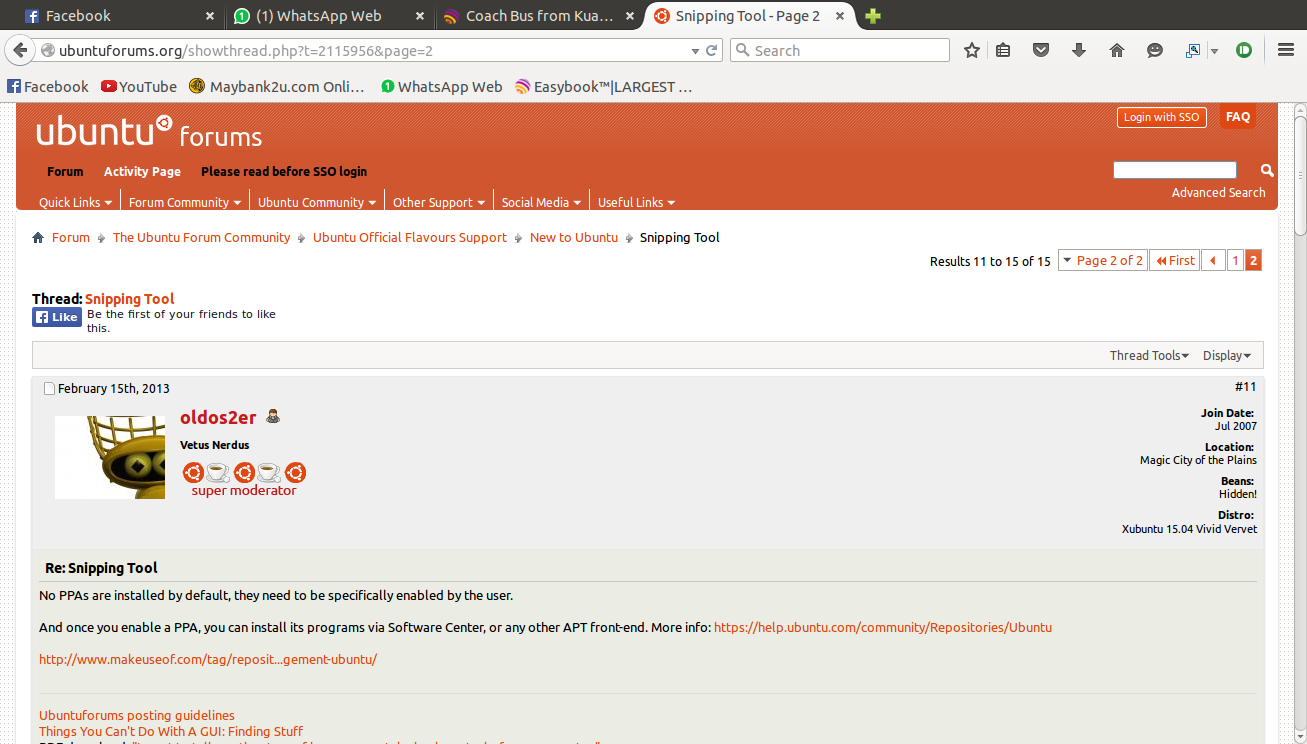 Facebook
(1) WhatsApp Web
Coach Bus from Kua...
Snipping Tool - Page 2
ubuntuforums.org/showthread.php?t=2115956&page=2
Search
Facebook
YouTube
Maybank2u.com Onli...
WhatsApp Web
Easybook™|LARGEST ...
ubuntu forums
Login with SSO
FAQ
Forum
Activity Page
Please read before SSO login
Advanced Search
Quick Links
Forum Community
Ubuntu Community
Other Support
Social Media
Useful Links
Forum
The Ubuntu Forum Community
Ubuntu Official Flavours Support
New to Ubuntu
Snipping Tool
Results 11 to 15 of 15
Page 2 of 2
First
1
2
Thread: Snipping Tool
Like
Be the first of your friends to like
this.
Thread Tools
Display
February 15th, 2013
#11
oldos2er
Vetus Nerdus
super moderator
Join Date:
Jul 2007
Location:
Magic City of the Plains
Beans:
Hidden!
Distro:
Xubuntu 15.04 Vivid Vervet
Re: Snipping Tool
No PPAs are installed by default, they need to be specifically enabled by the user.
And once you enable a PPA, you can install its programs via Software Center, or any other APT front-end. More info: https://help.ubuntu.com/community/Repositories/Ubuntu
http://www.makeuseof.com/tag/reposit...gement-ubuntu/
Ubuntuforums posting guidelines
Things You Can't Do With A GUI: Finding Stuff